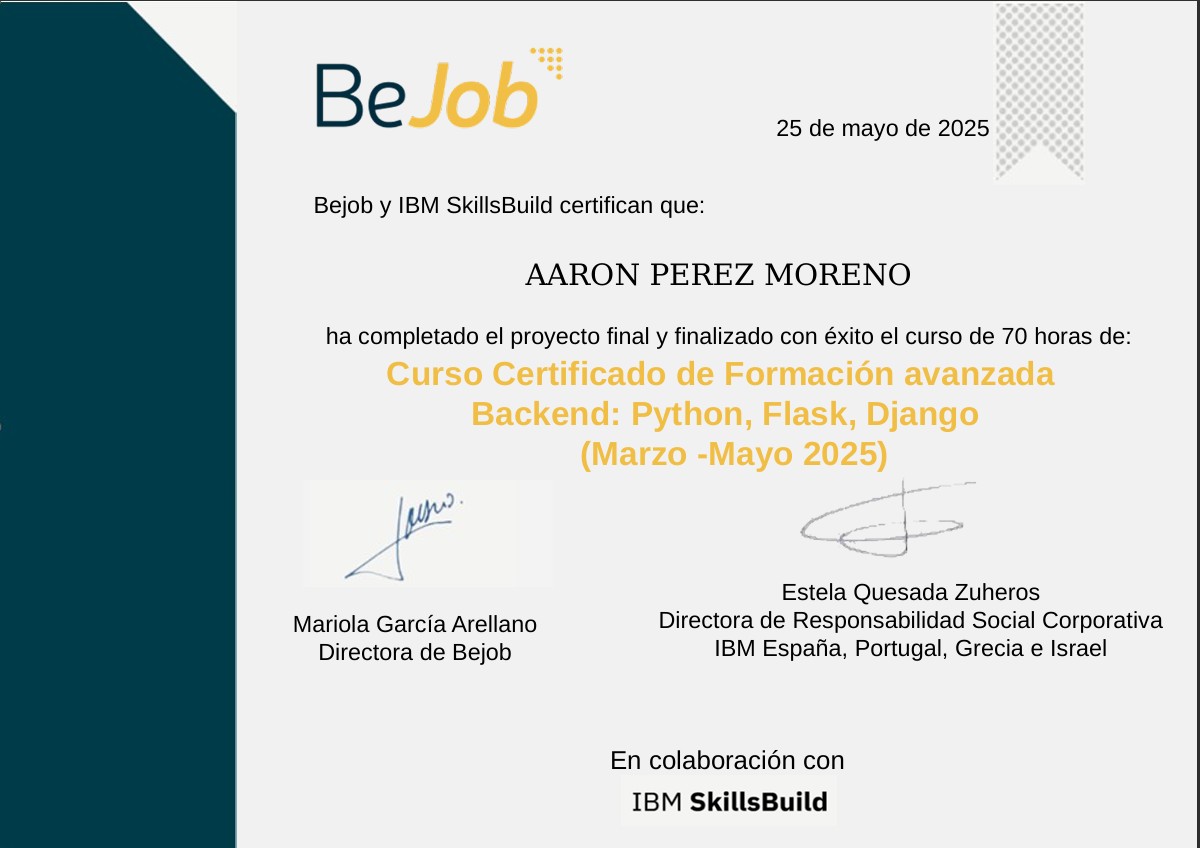 BeJob
25 de mayo de 2025
Bejob y IBM SkillsBuild certifican que:
AARON PEREZ MORENO
ha completado el proyecto final y finalizado con éxito el curso de 70 horas de:
Curso Certificado de Formación avanzada
Backend: Python, Flask, Django
(Marzo -Mayo 2025)
Mariola García Arellano
Directora de Bejob
Estela Quesada Zuheros
Directora de Responsabilidad Social Corporativa
IBM España, Portugal, Grecia e Israel
En colaboración con
IBM SkillsBuild